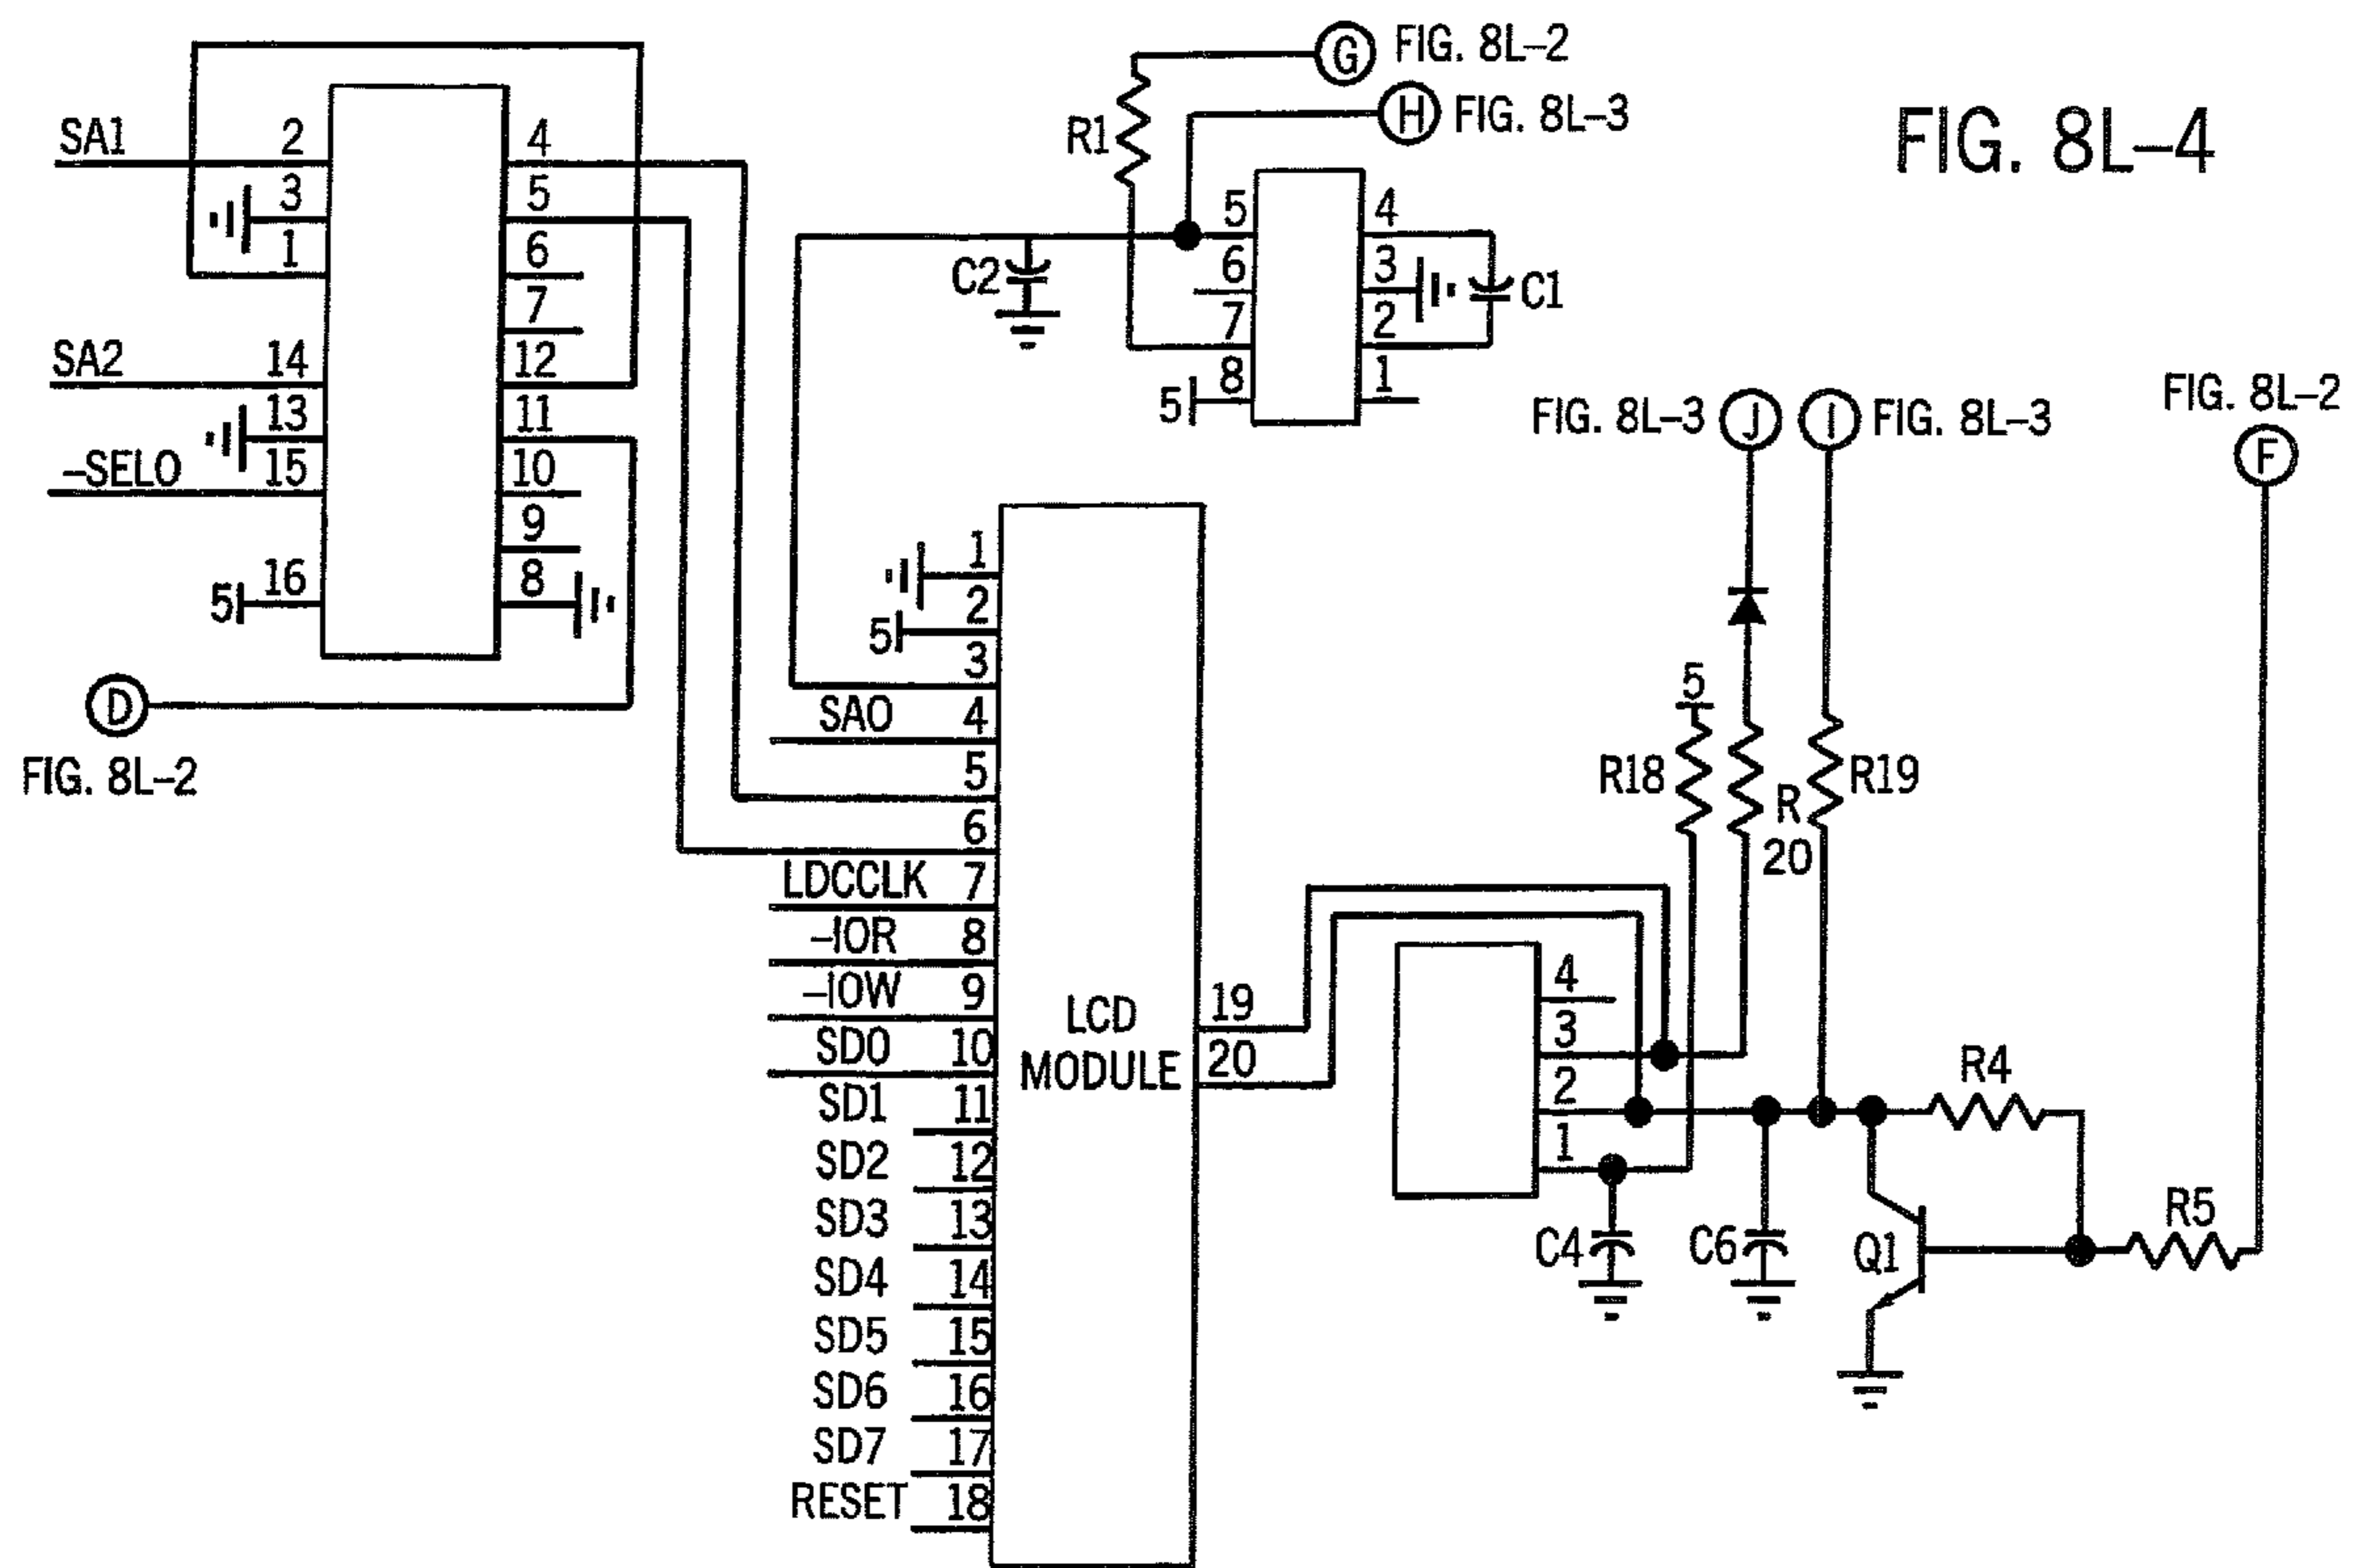 FIG. 8L-4
G FIG. 8L-2
H FIG. 8L-3
R1
SA1 2
3
1
SA2 14
13
-SELO 15
5 16
4
5
6
7
12
11
10
9
8
D
FIG. 8L-2
5
6
7
5 8
4
3
2
1
C2
C1
FIG. 8L-3 J
I FIG. 8L-3
FIG. 8L-2
F
1
5 2
3
SA0 4
5
6
LDCCLK 7
-IOR 8
-IOW 9
SD0 10
SD1 11
SD2 12
SD3 13
SD4 14
SD5 15
SD6 16
SD7 17
RESET 18
LCD
MODULE
19
20
5
R18
R
20
R19
4
3
2
1
R4
R5
C4
C6
Q1